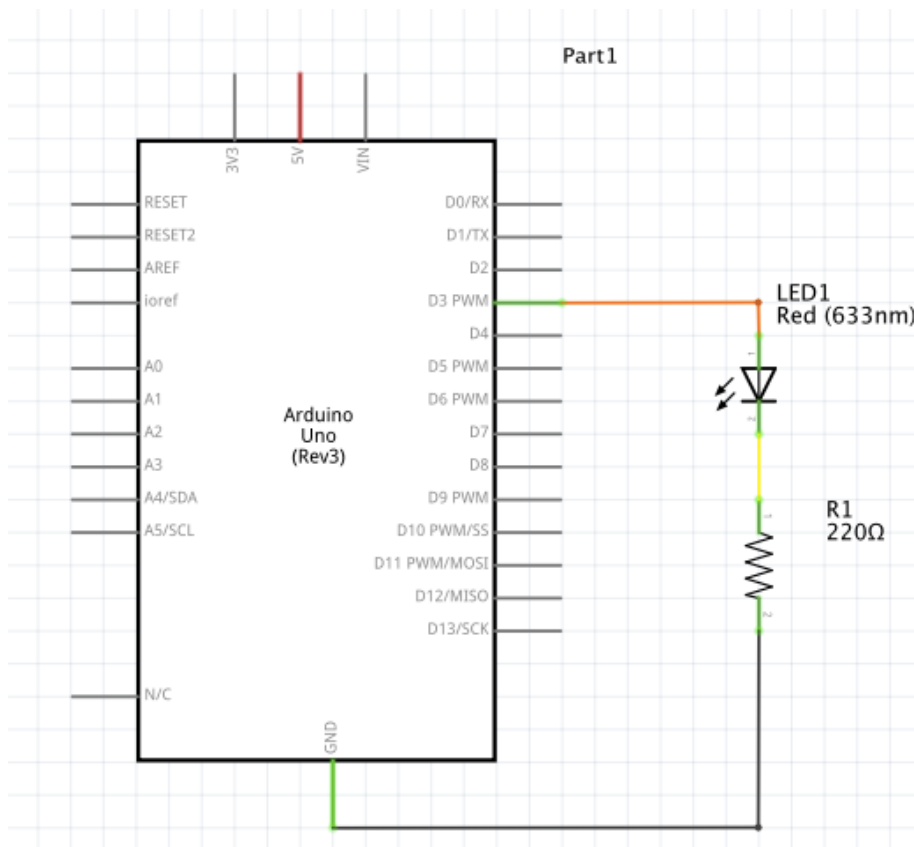 Part1
3V3
5V
VIN
RESET
RESET2
AREF
ioref
A0
A1
A2
A3
A4/SDA
A5/SCL
N/C
Arduino
Uno
(Rev3)
GND
D0/RX
D1/TX
D2
D3 PWM
D4
D5 PWM
D6 PWM
D7
D8
D9 PWM
D10 PWM/SS
D11 PWM/MOSI
D12/MISO
D13/SCK
LED1
Red (633nm)
1
2
R1
220Ω
1
2